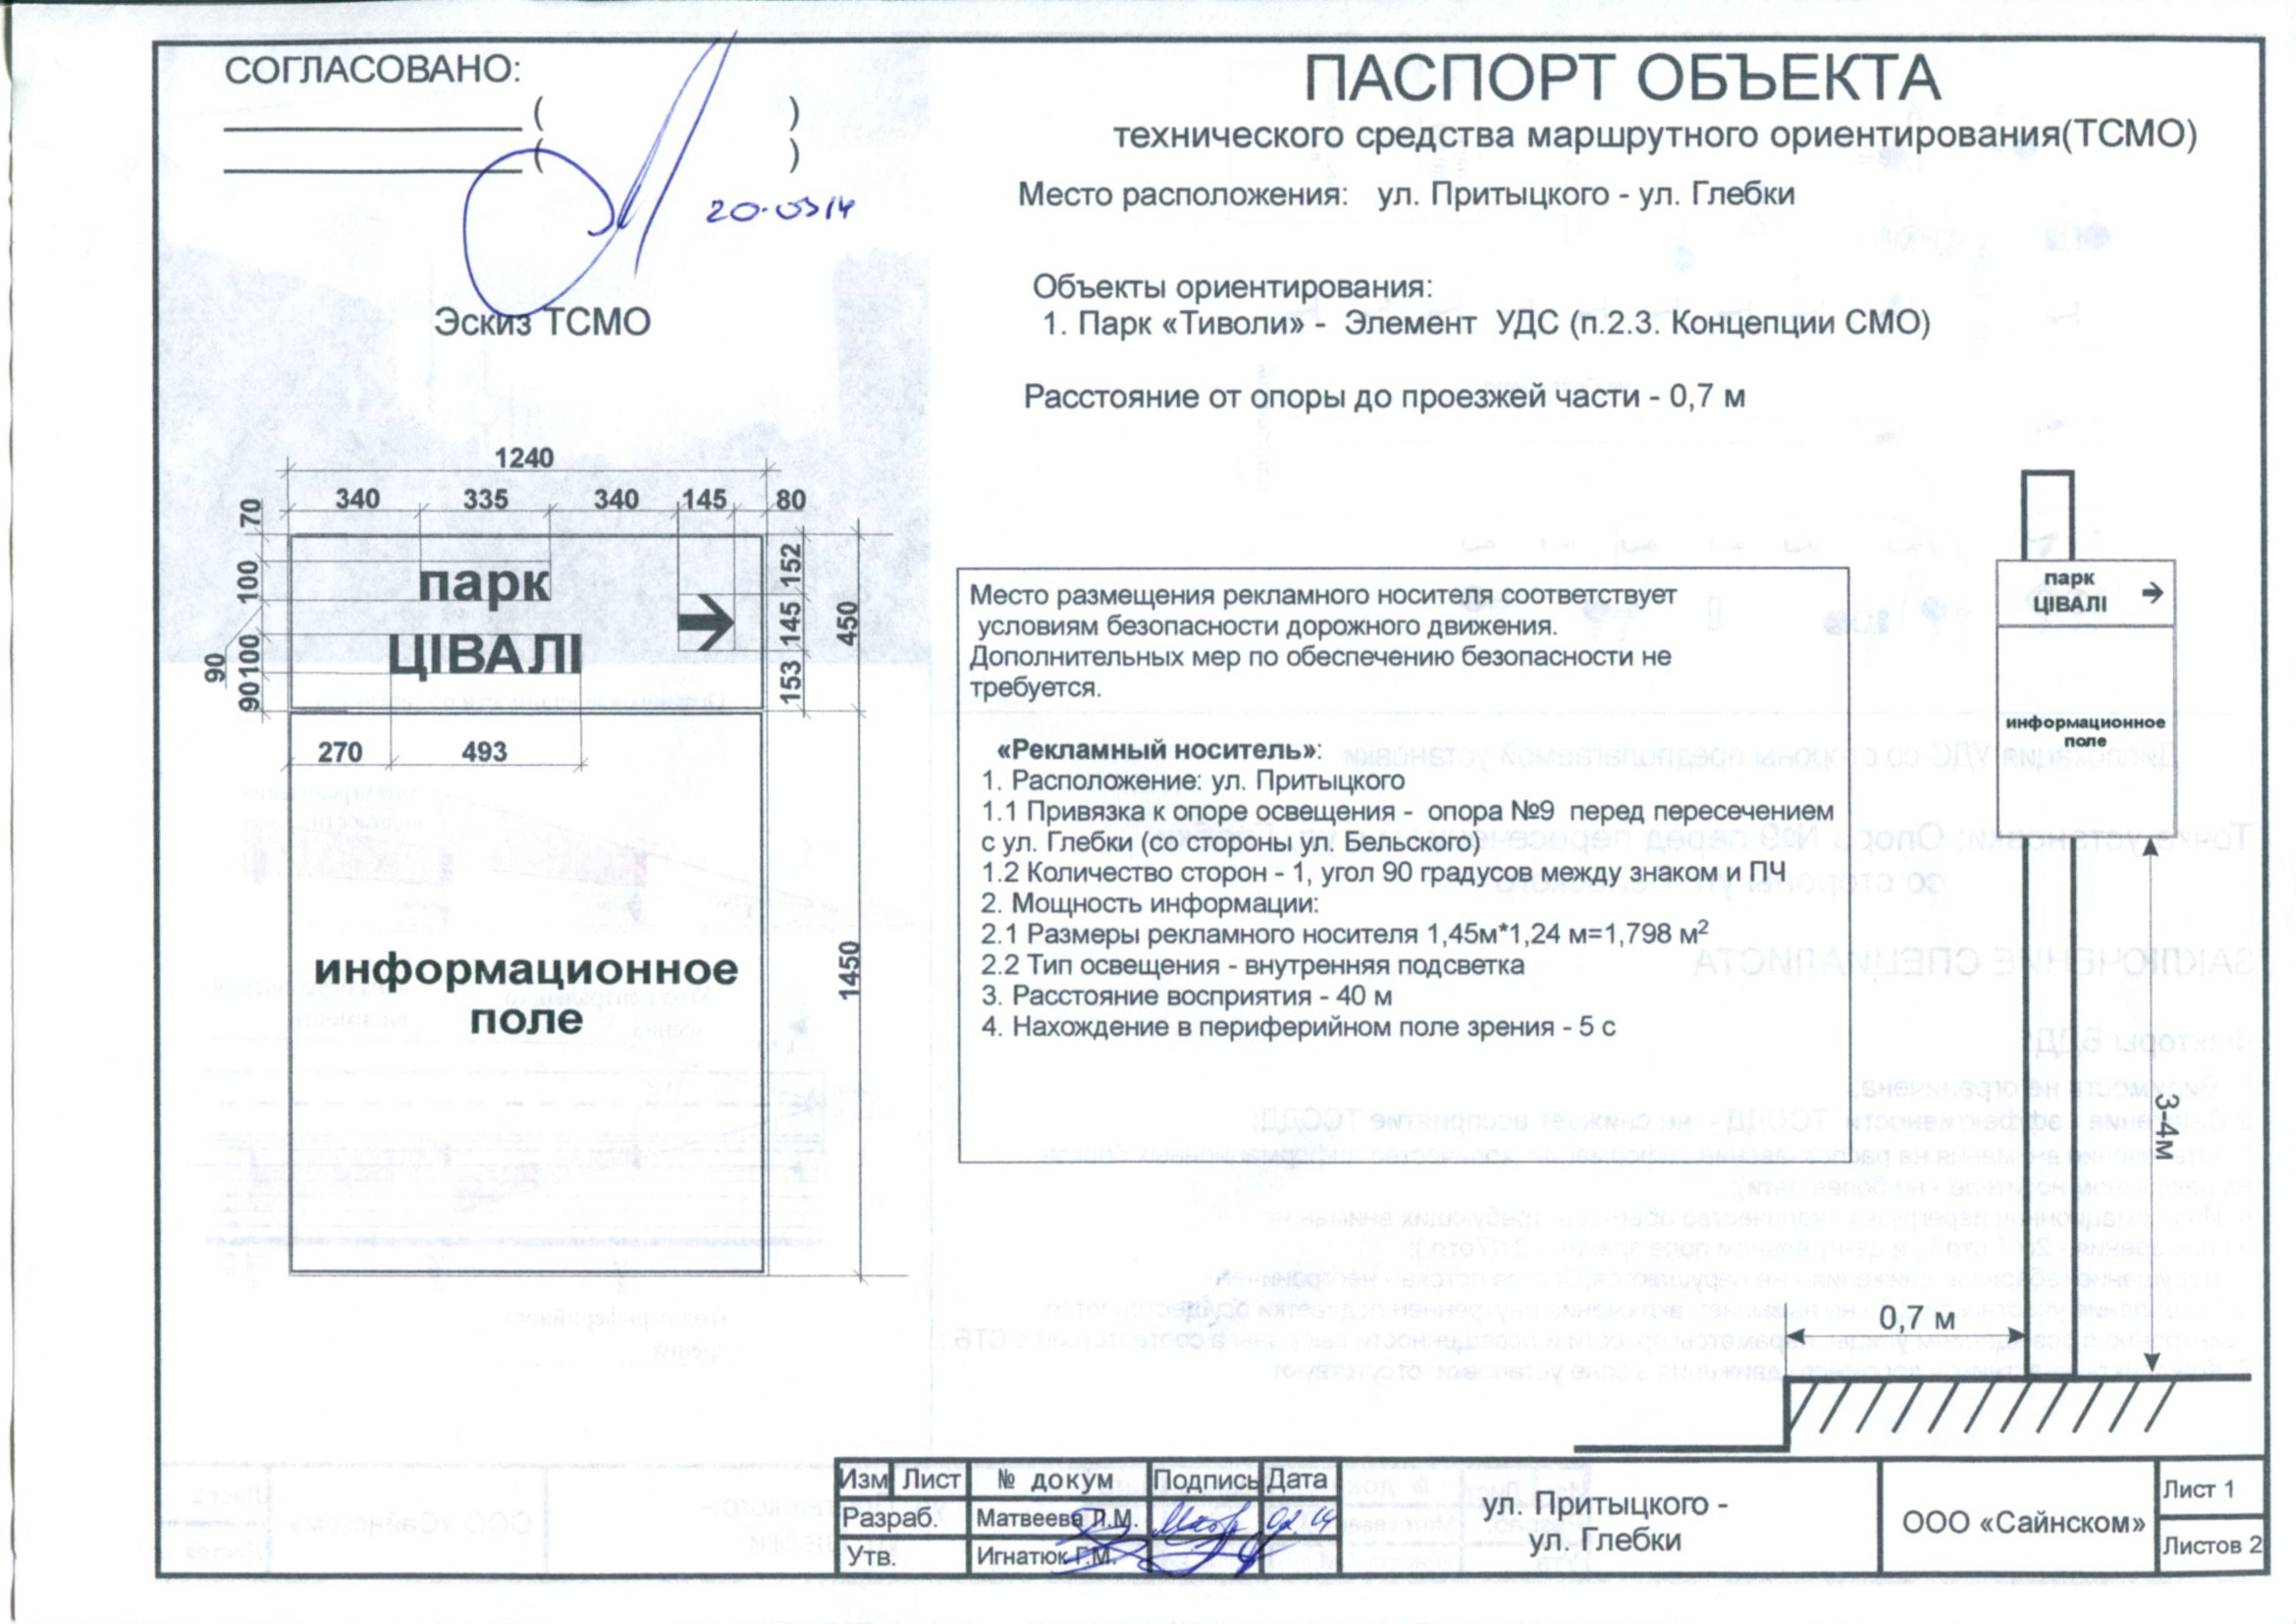 СОГЛАСОВАНО:
( )
( )
20.0314
ПАСПОРТ ОБЪЕКТА
технического средства маршрутного ориентирования(ТСМО)
Место расположения: ул. Притыцкого - ул. Глебки
Объекты ориентирования:
1. Парк «Тиволи» - Элемент УДС (п.2.3. Концепции СМО)
Расстояние от опоры до проезжей части - 0,7 м
Эскиз ТСМО
1240
340 335 340 145 80
70
100
100
90
90
152
145
153
450
парк
ЦІВАЛІ
270 493
1450
информационное
поле
Место размещения рекламного носителя соответствует
условиям безопасности дорожного движения.
Дополнительных мер по обеспечению безопасности не
требуется.
«Рекламный носитель»:
1. Расположение: ул. Притыцкого
1.1 Привязка к опоре освещения - опора №9 перед пересечением
с ул. Глебки (со стороны ул. Бельского)
1.2 Количество сторон - 1, угол 90 градусов между знаком и ПЧ
2. Мощность информации:
2.1 Размеры рекламного носителя 1,45м*1,24 м=1,798 м²
2.2 Тип освещения - внутренняя подсветка
3. Расстояние восприятия - 40 м
4. Нахождение в периферийном поле зрения - 5 с
парк
ЦІВАЛІ
информационное
поле
3-4м
0,7 м
Изм Лист № докум Подпись Дата
Разраб. Матвеева Л.М.
Утв. Игнатюк Г.М.
ул. Притыцкого -
ул. Глебки
ООО «Сайнском»
Лист 1
Листов 2